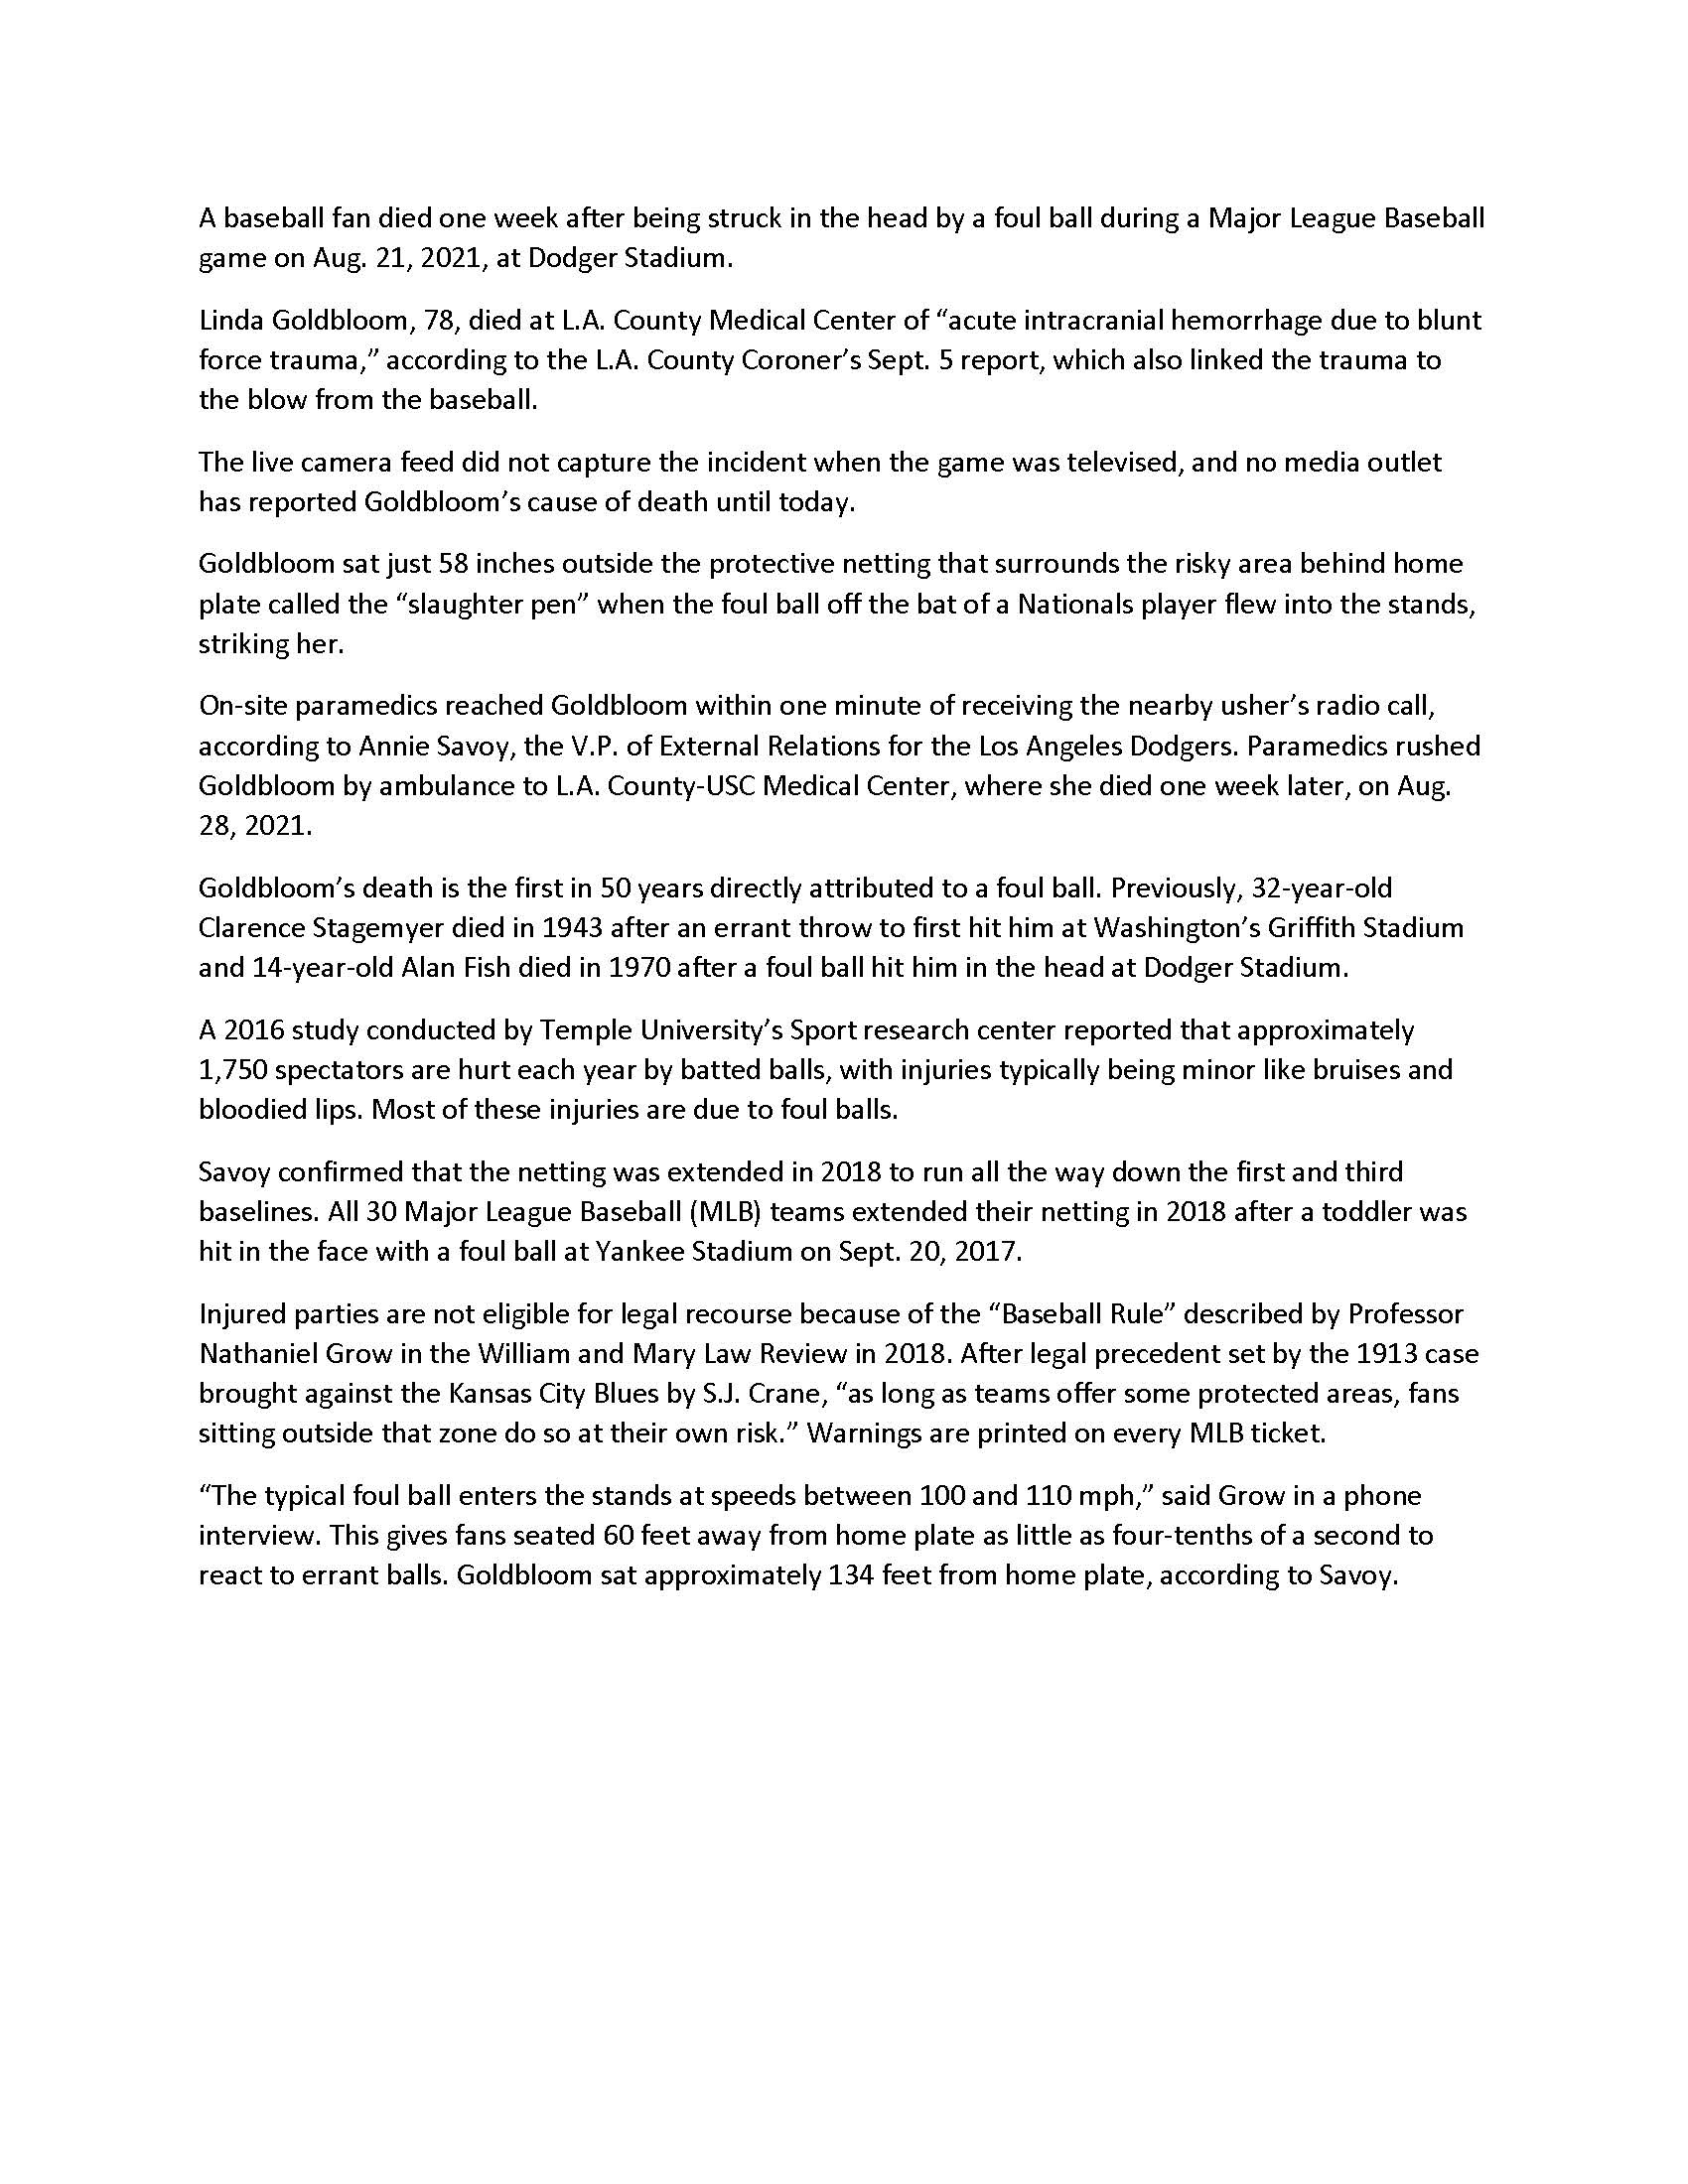 A baseball fan died one week after being struck in the head by a foul ball during a Major League Baseball
game on Aug. 21, 2021, at Dodger Stadium.
Linda Goldbloom, 78, died at L.A. County Medical Center of “acute intracranial hemorrhage due to blunt
force trauma,” according to the L.A. County Coroner’s Sept. 5 report, which also linked the trauma to
the blow from the baseball.
The live camera feed did not capture the incident when the game was televised, and no media outlet
has reported Goldbloom’s cause of death until today.
Goldbloom sat just 58 inches outside the protective netting that surrounds the risky area behind home
plate called the “slaughter pen” when the foul ball off the bat of a Nationals player flew into the stands,
striking her.
On-site paramedics reached Goldbloom within one minute of receiving the nearby usher’s radio call,
according to Annie Savoy, the V.P. of External Relations for the Los Angeles Dodgers. Paramedics rushed
Goldbloom by ambulance to L.A. County-USC Medical Center, where she died one week later, on Aug.
28, 2021.
Goldbloom’s death is the first in 50 years directly attributed to a foul ball. Previously, 32-year-old
Clarence Stagemyer died in 1943 after an errant throw to first hit him at Washington’s Griffith Stadium
and 14-year-old Alan Fish died in 1970 after a foul ball hit him in the head at Dodger Stadium.
A 2016 study conducted by Temple University’s Sport research center reported that approximately
1,750 spectators are hurt each year by batted balls, with injuries typically being minor like bruises and
bloodied lips. Most of these injuries are due to foul balls.
Savoy confirmed that the netting was extended in 2018 to run all the way down the first and third
baselines. All 30 Major League Baseball (MLB) teams extended their netting in 2018 after a toddler was
hit in the face with a foul ball at Yankee Stadium on Sept. 20, 2017.
Injured parties are not eligible for legal recourse because of the “Baseball Rule” described by Professor
Nathaniel Grow in the William and Mary Law Review in 2018. After legal precedent set by the 1913 case
brought against the Kansas City Blues by S.J. Crane, “as long as teams offer some protected areas, fans
sitting outside that zone do so at their own risk.” Warnings are printed on every MLB ticket.
“The typical foul ball enters the stands at speeds between 100 and 110 mph,” said Grow in a phone
interview. This gives fans seated 60 feet away from home plate as little as four-tenths of a second to
react to errant balls. Goldbloom sat approximately 134 feet from home plate, according to Savoy.